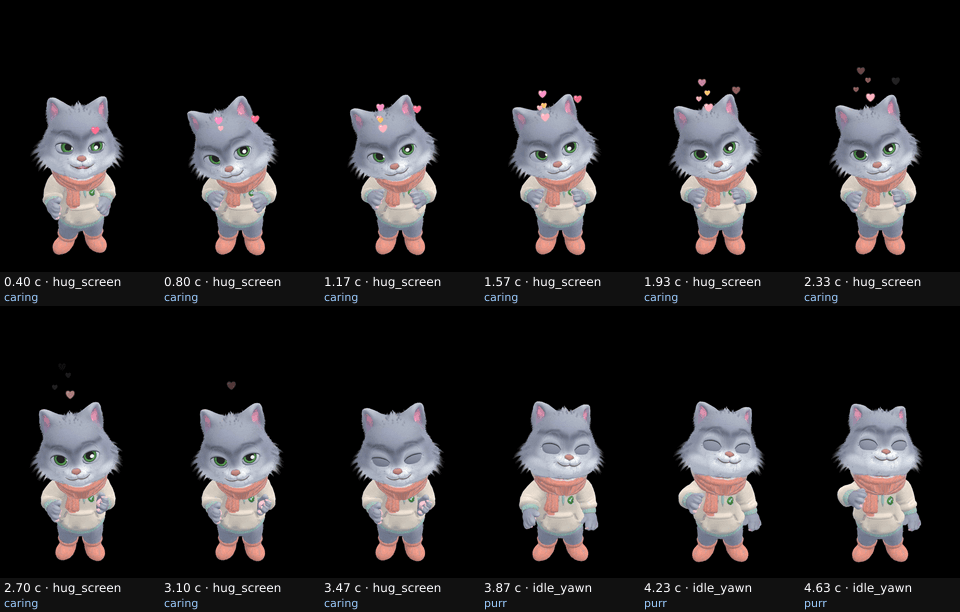 0.40 с · hug_screen
caring
0.80 с · hug_screen
caring
1.17 с · hug_screen
caring
1.57 с · hug_screen
caring
1.93 с · hug_screen
caring
2.33 с · hug_screen
caring
2.70 с · hug_screen
caring
3.10 с · hug_screen
caring
3.47 с · hug_screen
caring
3.87 с · idle_yawn
purr
4.23 с · idle_yawn
purr
4.63 с · idle_yawn
purr